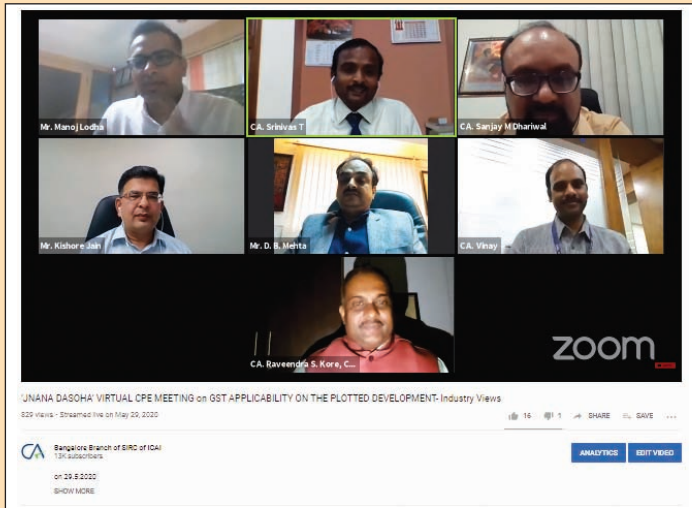 Mr. Manoj Lodha
CA. Srinivas T
CA. Sanjay M Dhariwal
Mr. Kishore Jain
Mr. D. B. Mehta
CA. Vinay
CA. Raveendra S. Kore, C...
zoom
'JNANA DASOHA' VIRTUAL CPE MEETING on GST APPLICABILITY ON THE PLOTTED DEVELOPMENT- Industry Views
829 views - Streamed live on May 29, 2020
16 1 SHARE SAVE ...
CA Bangalore Branch of SIRC of ICAI
13K subscribers
ANALYTICS EDIT VIDEO
on 29.5.2020
SHOW MORE